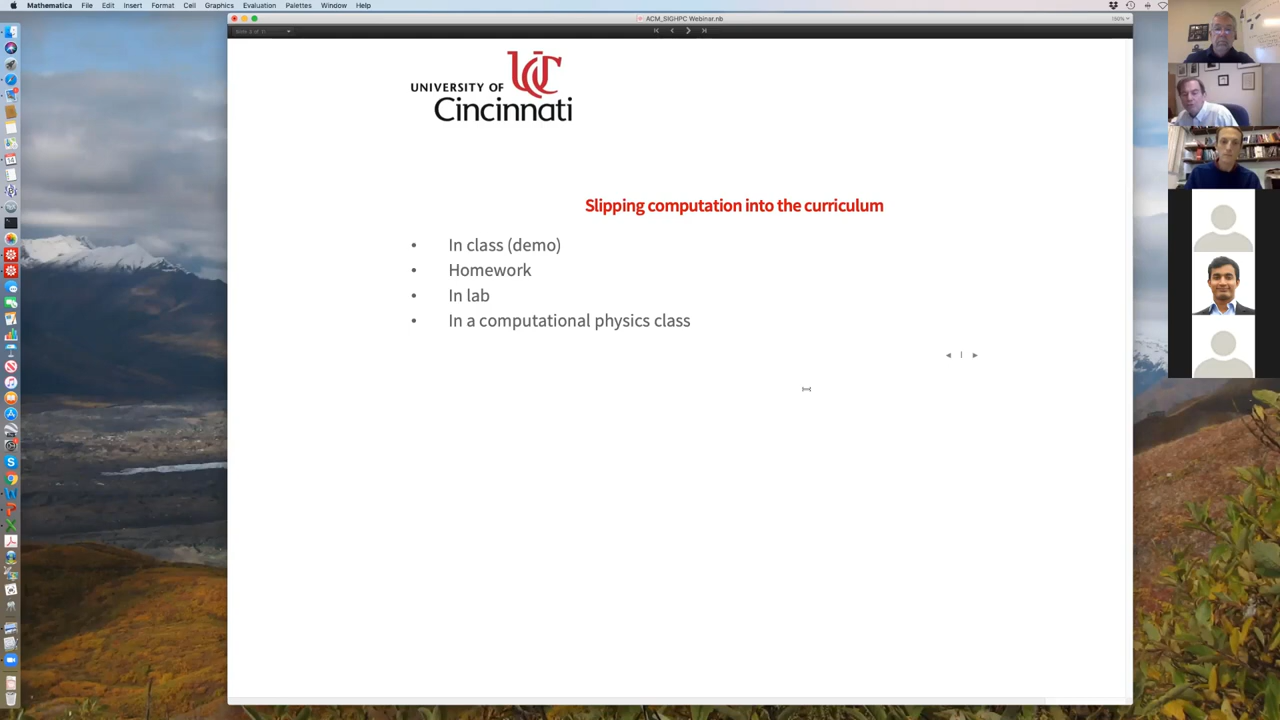 Mathematica File Edit Insert Format Cell Graphics Evaluation Palettes Window Help
ACM_SIGHPC Webinar.nb
150%
UNIVERSITY OF
Cincinnati
Slipping computation into the curriculum
• In class (demo)
• Homework
• In lab
• In a computational physics class